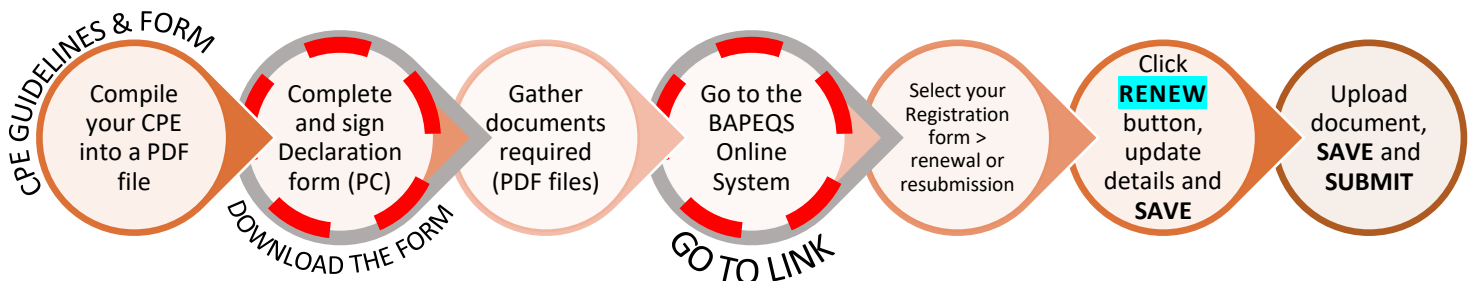 CPE GUIDELINES & FORM
Compile
your CPE
into a PDF
file
Complete
and sign
Declaration
form (PC)
DOWNLOAD THE FORM
Gather
documents
required
(PDF files)
Go to the
BAPEQS
Online
System
GO TO LINK
Select your
Registration
form >
renewal or
resubmission
Click
RENEW
button,
update
details and
SAVE
Upload
document,
SAVE and
SUBMIT